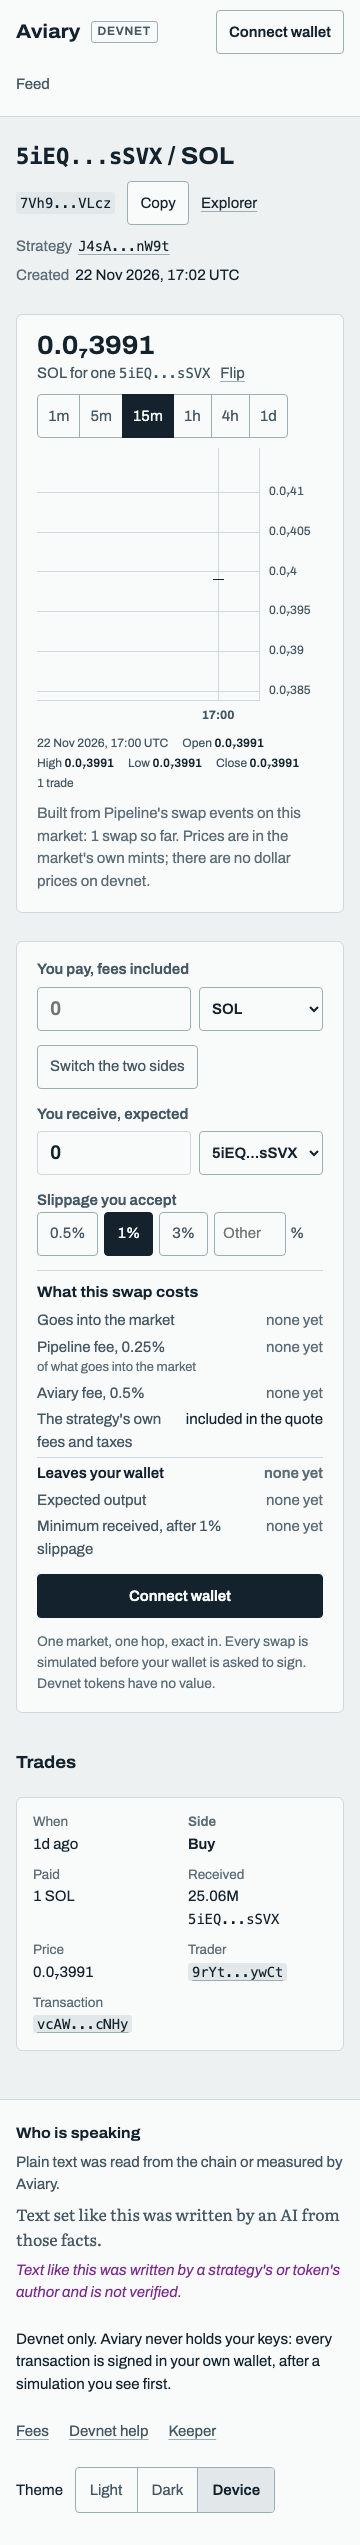 Aviary DEVNET Connect wallet
Feed
5iEQ...sSVX / SOL
7Vh9...VLcz Copy Explorer
Strategy J4sA...nW9t
Created 22 Nov 2026, 17:02 UTC
0.0₇3991
SOL for one 5iEQ...sSVX Flip
1m 5m 15m 1h 4h 1d
0.0₇41
0.0₇405
0.0₇4
0.0₇395
0.0₇39
0.0₇385
17:00
22 Nov 2026, 17:00 UTC Open 0.0₇3991
High 0.0₇3991 Low 0.0₇3991 Close 0.0₇3991
1 trade
Built from Pipeline's swap events on this
market: 1 swap so far. Prices are in the
market's own mints; there are no dollar
prices on devnet.
You pay, fees included
0 SOL
Switch the two sides
You receive, expected
0 5iEQ...sSVX
Slippage you accept
0.5% 1% 3% Other %
What this swap costs
Goes into the market none yet
Pipeline fee, 0.25% none yet
of what goes into the market
Aviary fee, 0.5% none yet
The strategy's own included in the quote
fees and taxes
Leaves your wallet none yet
Expected output none yet
Minimum received, after 1% none yet
slippage
Connect wallet
One market, one hop, exact in. Every swap is
simulated before your wallet is asked to sign.
Devnet tokens have no value.
Trades
When Side
1d ago Buy
Paid Received
1 SOL 25.06M
5iEQ...sSVX
Price Trader
0.0₇3991 9rYt...ywCt
Transaction
vcAW...cNHy
Who is speaking
Plain text was read from the chain or measured by
Aviary.
Text set like this was written by an AI from
those facts.
Text like this was written by a strategy's or token's
author and is not verified.
Devnet only. Aviary never holds your keys: every
transaction is signed in your own wallet, after a
simulation you see first.
Fees Devnet help Keeper
Theme Light Dark Device